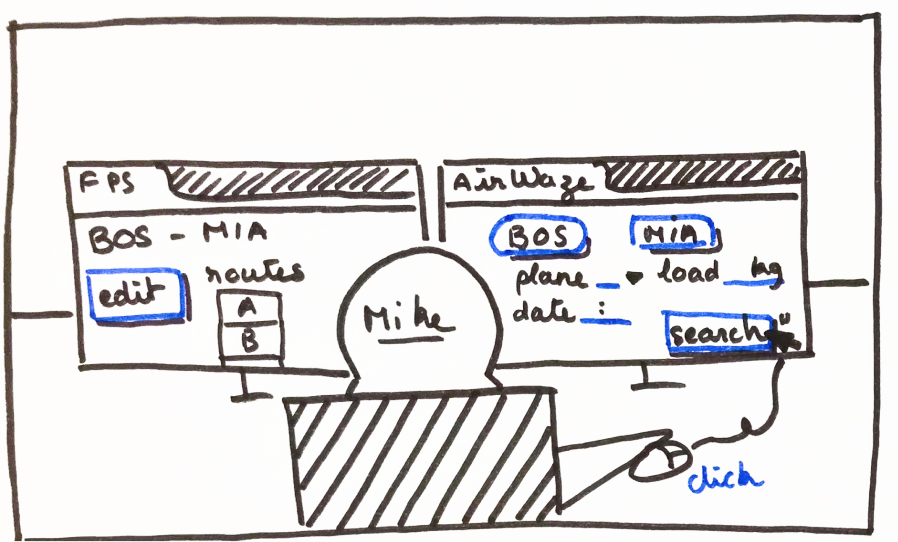 FPS
BOS - MIA
edit
routes
A
B
Mike
AirWaze
BOS MIA
plane _ load _ kg
date _:_
search
click